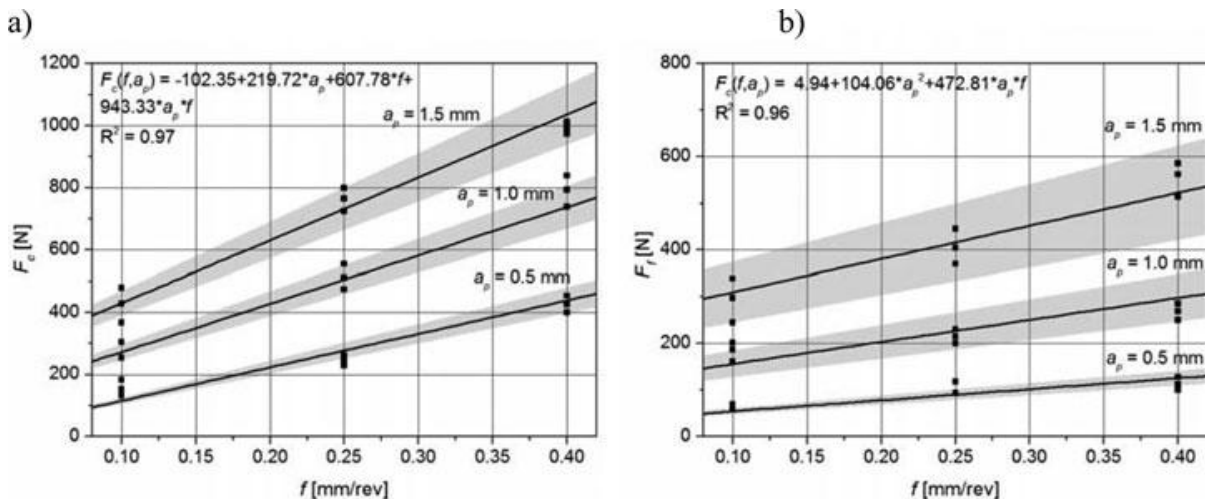 a)
b)
1200
1000
800
600
400
200
0
F_c [N]
F_c(f,a_p) = -102.35+219.72*a_p+607.78*f+
943.33*a_p*f
R² = 0.97
a_p = 1.5 mm
a_p = 1.0 mm
a_p = 0.5 mm
0.10 0.15 0.20 0.25 0.30 0.35 0.40
f [mm/rev]
800
600
400
200
0
F_f [N]
F_c(f,a_p) = 4.94+104.06*a_p²+472.81*a_p*f
R² = 0.96
a_p = 1.5 mm
a_p = 1.0 mm
a_p = 0.5 mm
0.10 0.15 0.20 0.25 0.30 0.35 0.40
f [mm/rev]